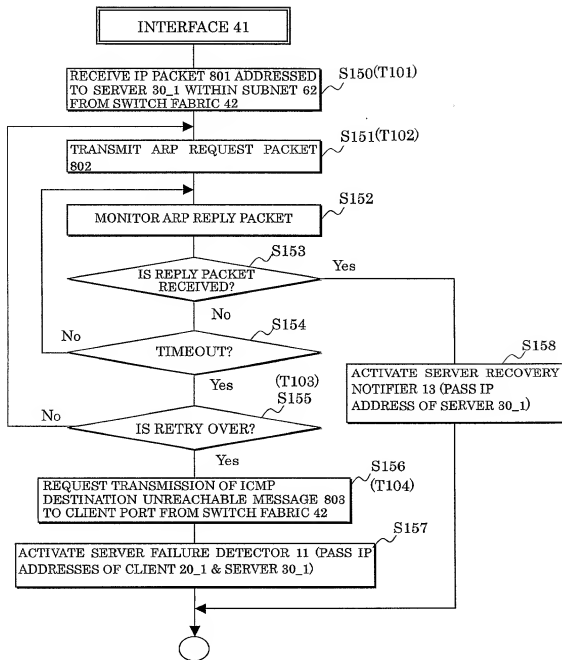 INTERFACE 41
RECEIVE IP PACKET 801 ADDRESSED
TO SERVER 30_1 WITHIN SUBNET 62
FROM SWITCH FABRIC 42
S150(T101)
TRANSMIT ARP REQUEST PACKET
802
S151(T102)
MONITOR ARP REPLY PACKET
S152
IS REPLY PACKET
RECEIVED?
S153
Yes
No
TIMEOUT?
S154
No
Yes
(T103)
S155
IS RETRY OVER?
No
Yes
S158
ACTIVATE SERVER RECOVERY
NOTIFIER 13 (PASS IP
ADDRESS OF SERVER 30_1)
REQUEST TRANSMISSION OF ICMP
DESTINATION UNREACHABLE MESSAGE 803
TO CLIENT PORT FROM SWITCH FABRIC 42
S156
(T104)
ACTIVATE SERVER FAILURE DETECTOR 11 (PASS IP
ADDRESSES OF CLIENT 20_1 & SERVER 30_1)
S157